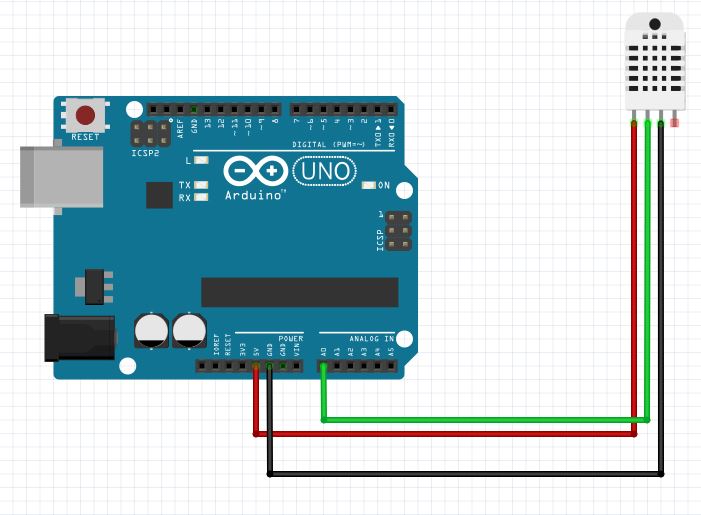 RESET
ICSP2
AREF
GND
13
12
~11
~10
~9
8
7
~6
~5
4
~3
2
TXD▶1
RXD◀0
DIGITAL (PWM=~)
L
TX
RX
UNO
ON
Arduino™
1
ICSP
POWER
ANALOG IN
IOREF
RESET
3V3
5V
GND
GND
VIN
A0
A1
A2
A3
A4
A5